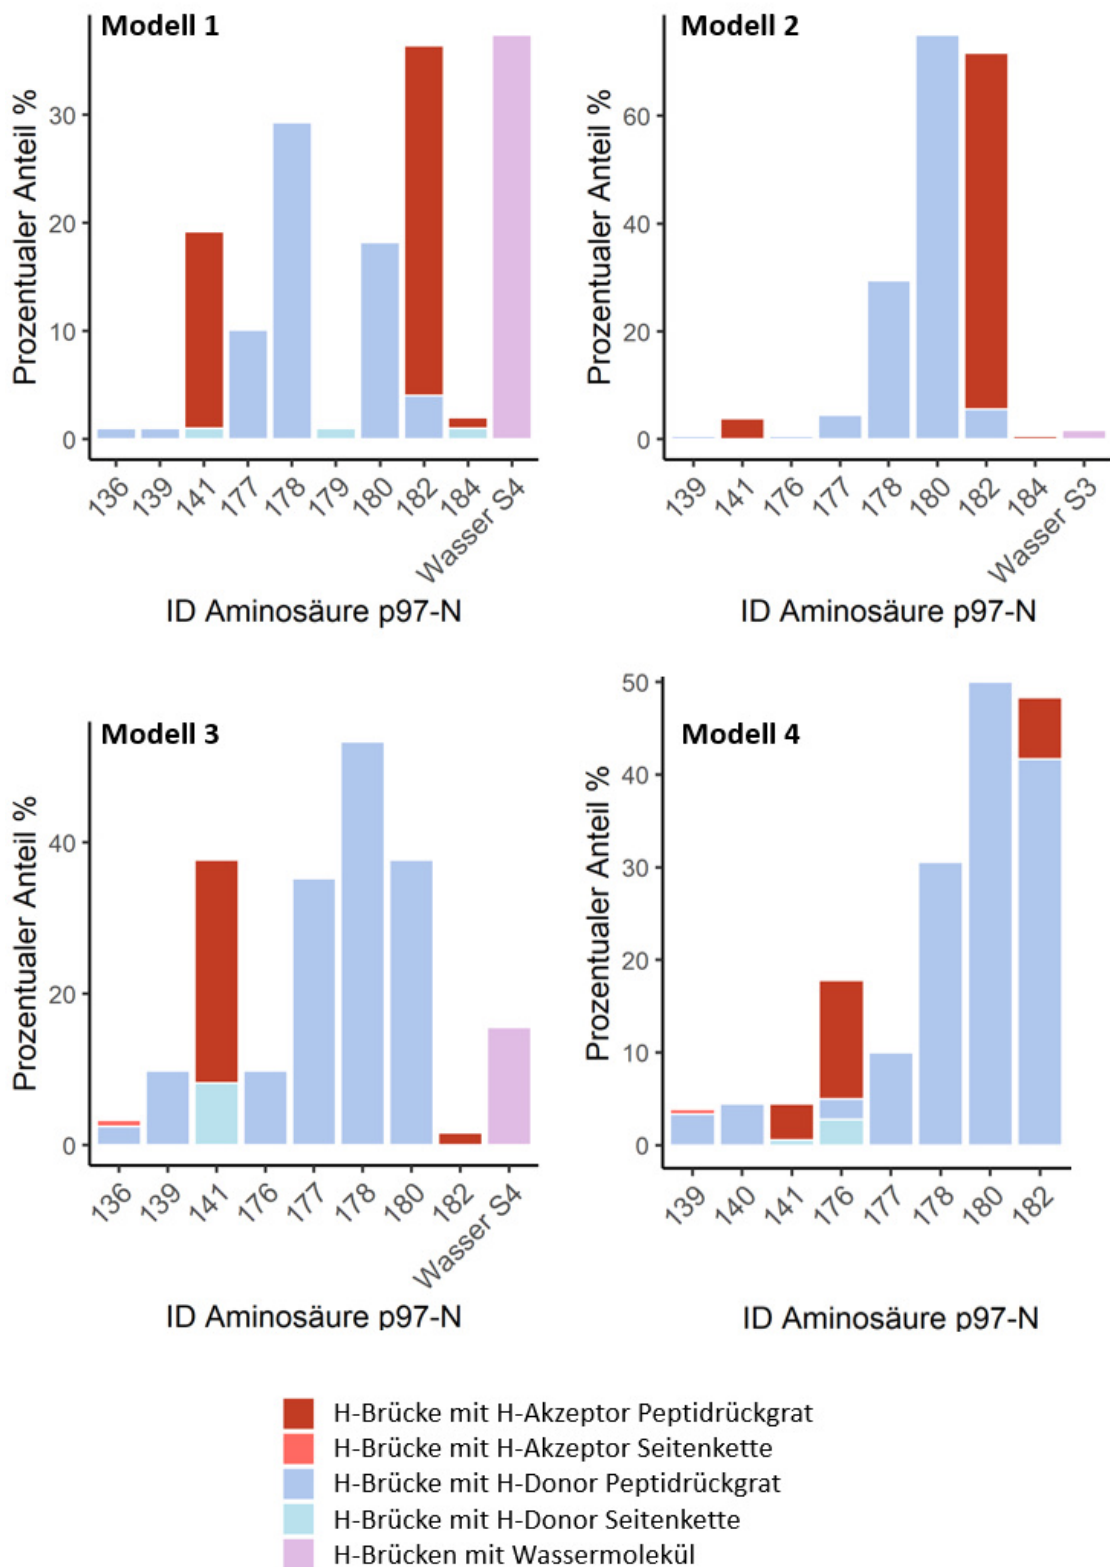 Modell 1
Prozentualer Anteil %
30
20
10
0
136 139 141 177 178 179 180 182 184 Wasser S4
ID Aminosäure p97-N
Modell 2
Prozentualer Anteil %
60
40
20
0
139 141 176 177 178 180 182 184 Wasser S3
ID Aminosäure p97-N
Modell 3
Prozentualer Anteil %
40
20
0
136 139 141 176 177 178 180 182 Wasser S4
ID Aminosäure p97-N
Modell 4
Prozentualer Anteil %
50
40
30
20
10
0
139 140 141 176 177 178 180 182
ID Aminosäure p97-N
H-Brücke mit H-Akzeptor Peptidrückgrat
H-Brücke mit H-Akzeptor Seitenkette
H-Brücke mit H-Donor Peptidrückgrat
H-Brücke mit H-Donor Seitenkette
H-Brücken mit Wassermolekül